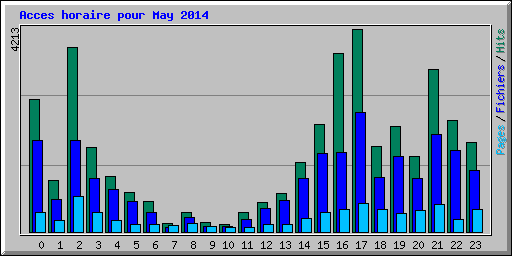 Acces horaire pour May 2014
4213
Pages / Fichiers / Hits
0 1 2 3 4 5 6 7 8 9 10 11 12 13 14 15 16 17 18 19 20 21 22 23